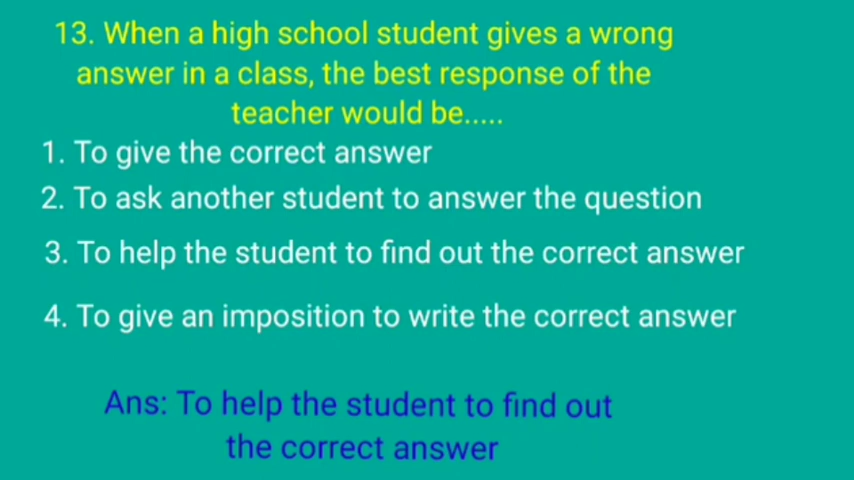 13. When a high school student gives a wrong
answer in a class, the best response of the
teacher would be.....
1. To give the correct answer
2. To ask another student to answer the question
3. To help the student to find out the correct answer
4. To give an imposition to write the correct answer
Ans: To help the student to find out
the correct answer